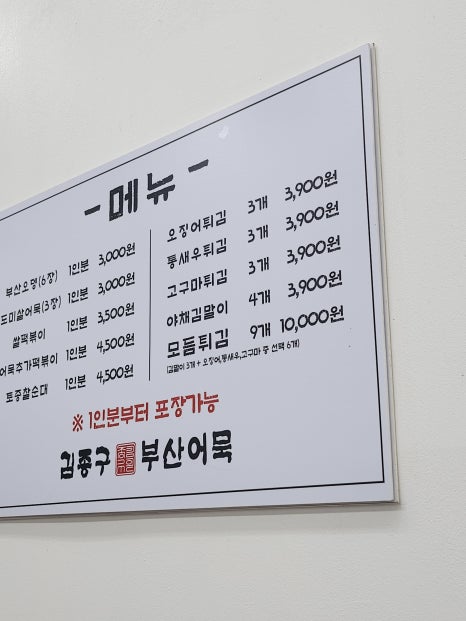 - 메뉴 -
부산오뎅(6장) 1인분 3,000원
도미살어묵(3장) 1인분 3,000원
쌀떡볶이 1인분 3,500원
어묵추가떡볶이 1인분 4,500원
토종찰순대 1인분 4,500원
오징어튀김 3개 3,900원
통새우튀김 3개 3,900원
고구마튀김 3개 3,900원
야채김말이 4개 3,900원
모듬튀김 9개 10,000원
(김말이 3개 + 오징어,통새우,고구마 중 선택 6개)
※ 1인분부터 포장가능
김종구 부산어묵